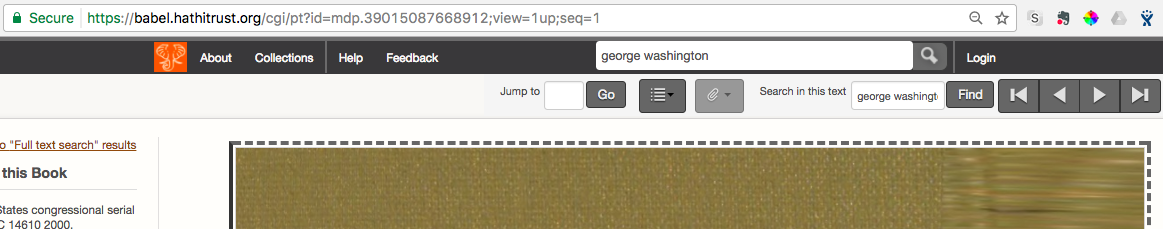 Secure https://babel.hathitrust.org/cgi/pt?id=mdp.39015087668912;view=1up;seq=1
About Collections Help Feedback george washington Login
Jump to Go Search in this text george washingt Find
o "Full text search" results
this Book
States congressional serial
C 14610 2000.